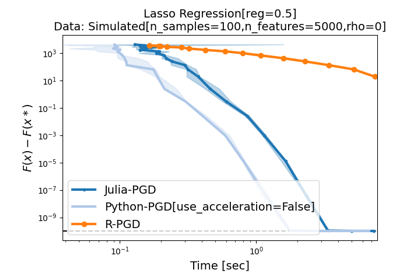 Lasso Regression[reg=0.5]
Data: Simulated[n_samples=100,n_features=5000,rho=0]
F(x) − F(x*)
10³
10¹
10⁻¹
10⁻³
10⁻⁵
10⁻⁷
10⁻⁹
Julia-PGD
Python-PGD[use_acceleration=False]
R-PGD
10⁻¹
10⁰
Time [sec]